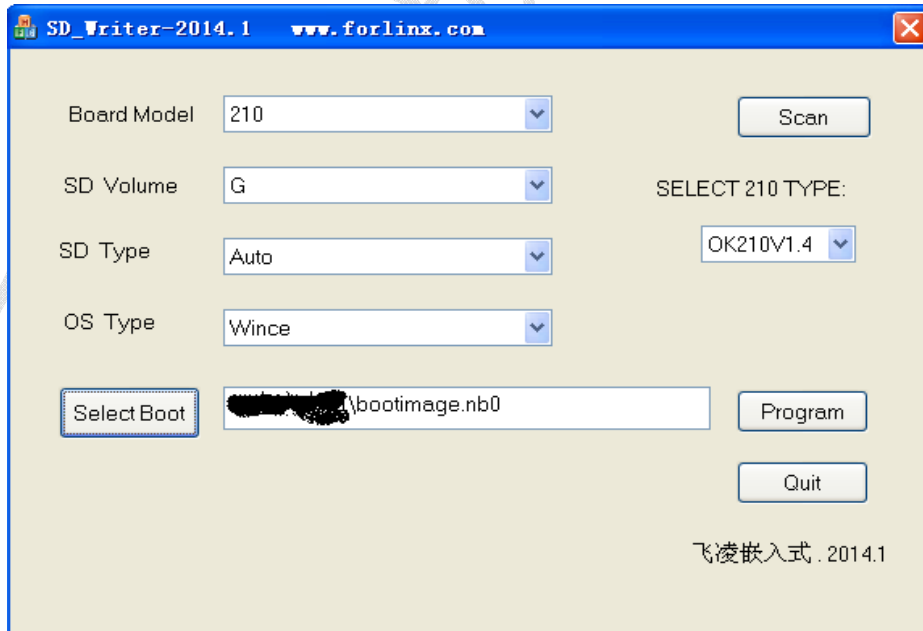 SD_Writer-2014.1 www.forlinx.com
Board Model 210 Scan
SD Volume G SELECT 210 TYPE:
SD Type Auto OK210V1.4
OS Type Wince
Select Boot \bootimage.nb0 Program
Quit
飞凌嵌入式 . 2014.1